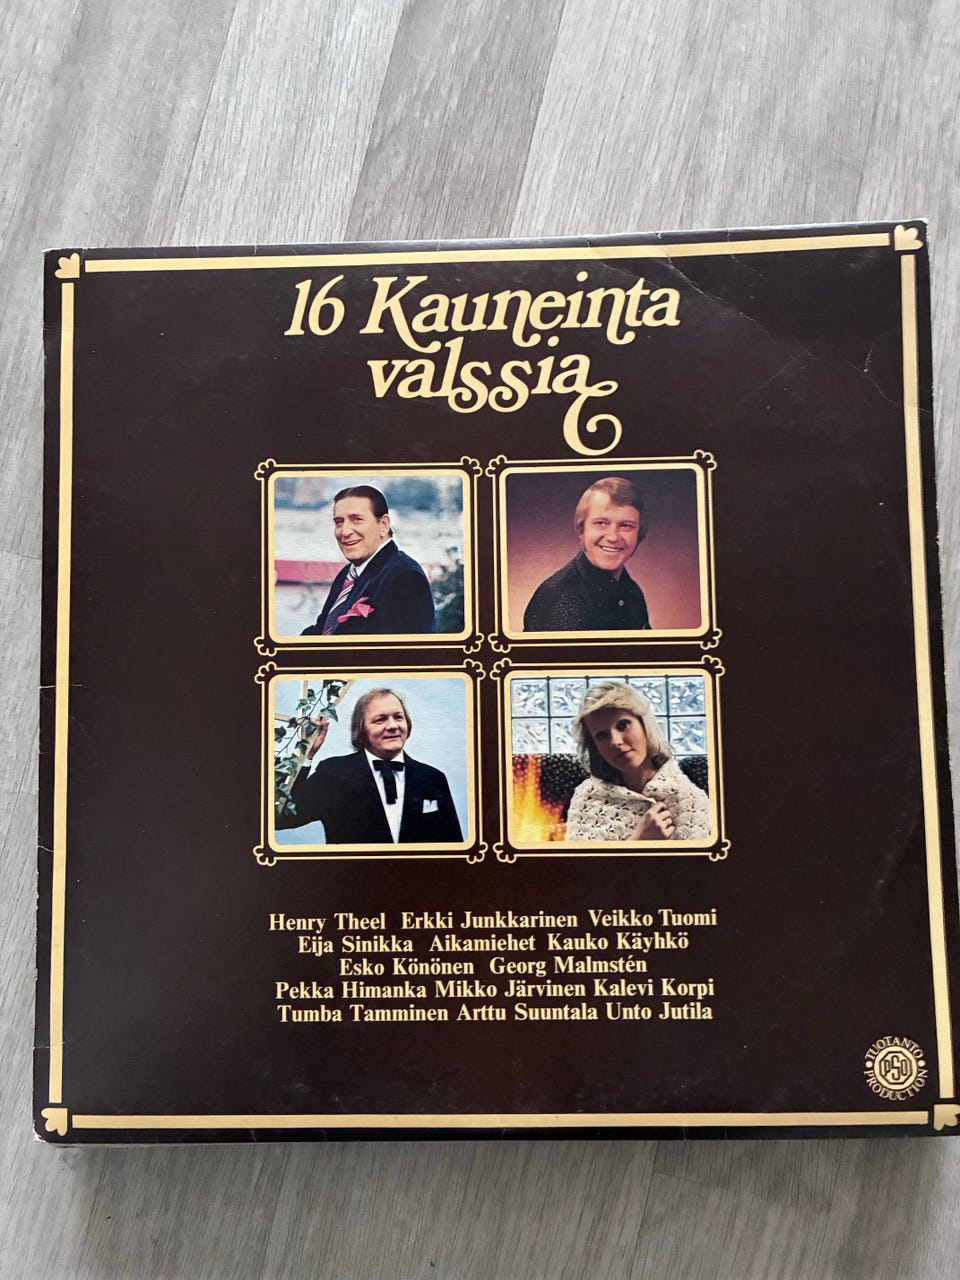 16 Kauneinta
valssia
Henry Theel Erkki Junkkarinen Veikko Tuomi
Eija Sinikka Aikamiehet Kauko Käyhkö
Esko Könönen Georg Malmstén
Pekka Himanka Mikko Järvinen Kalevi Korpi
Tumba Tamminen Arttu Suuntala Unto Jutila
TUOTANTO
PSO
PRODUCTION